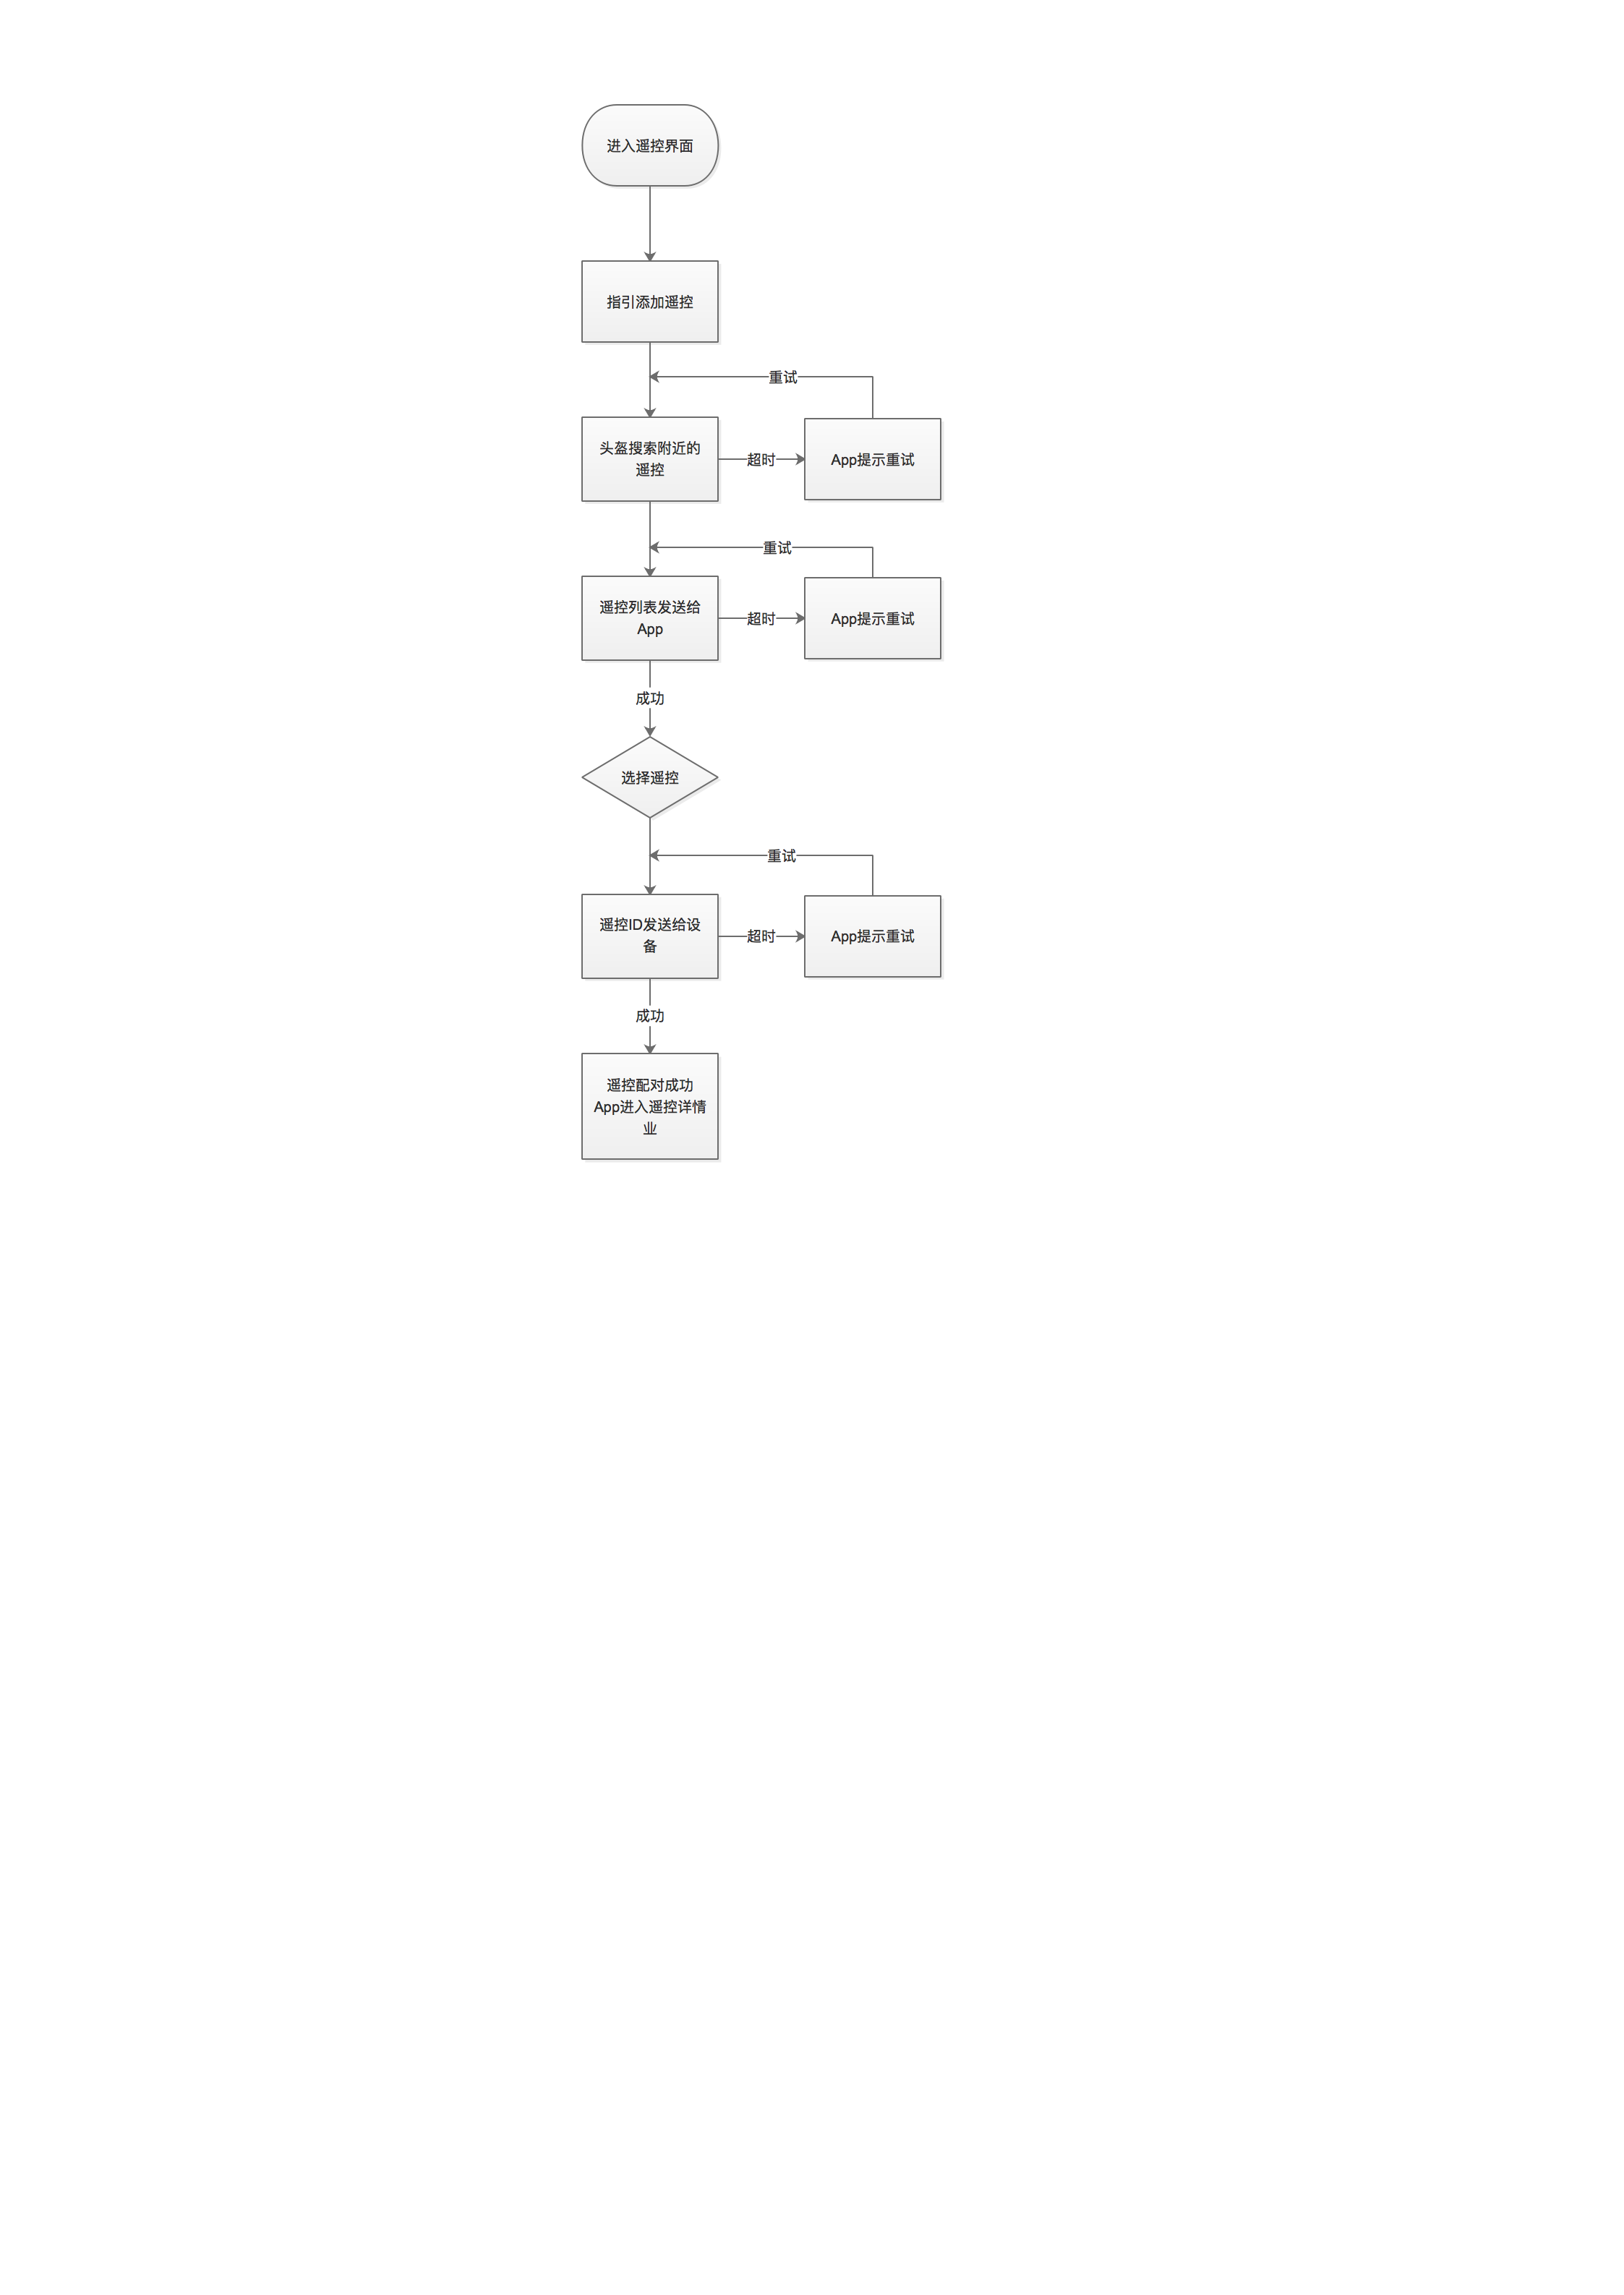 进入遥控界面
指引添加遥控
重试
头盔搜索附近的
遥控
超时
App提示重试
重试
遥控列表发送给
App
超时
App提示重试
成功
选择遥控
重试
遥控ID发送给设
备
超时
App提示重试
成功
遥控配对成功
App进入遥控详情
业